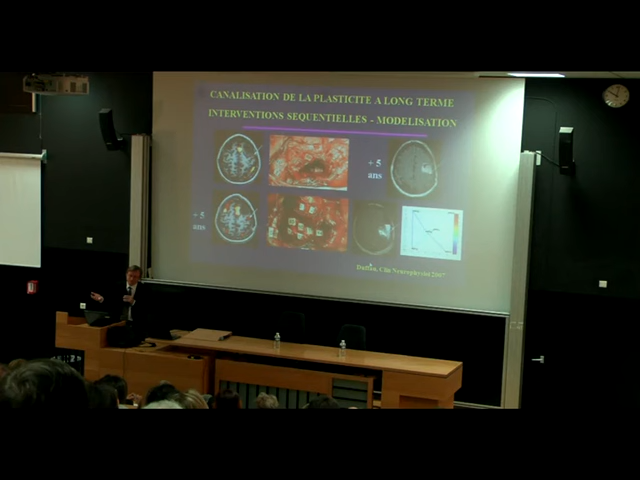 CANALISATION DE LA PLASTICITE A LONG TERME
INTERVENTIONS SEQUENTIELLES - MODELISATION
+ 5
ans
+ 5
ans
Duffau, Clin Neurophysiol 2007